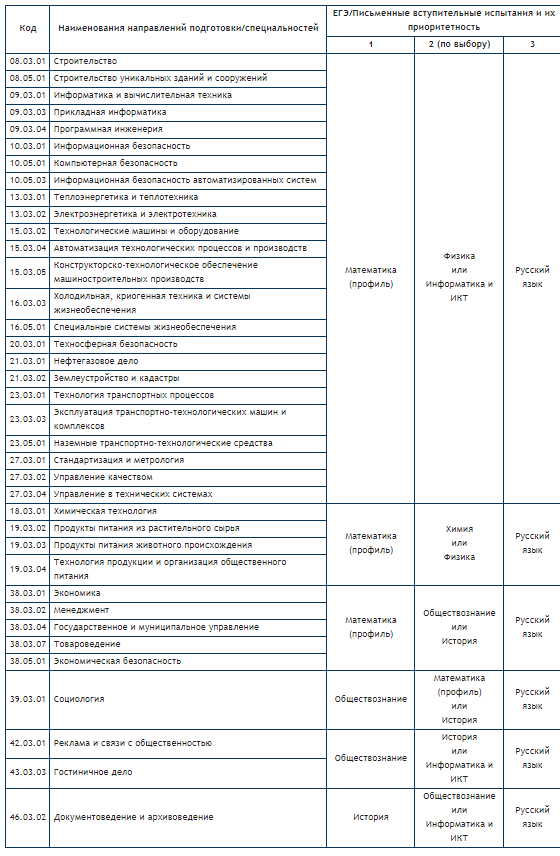 Код
Наименования направлений подготовки/специальностей
ЕГЭ/Письменные вступительные испытания и их
приоритетность
1
2 (по выбору)
3
08.03.01 Строительство
08.05.01 Строительство уникальных зданий и сооружений
09.03.01 Информатика и вычислительная техника
09.03.03 Прикладная информатика
09.03.04 Программная инженерия
10.03.01 Информационная безопасность
10.05.01 Компьютерная безопасность
10.05.03 Информационная безопасность автоматизированных систем
13.03.01 Теплоэнергетика и теплотехника
13.03.02 Электроэнергетика и электротехника
15.03.02 Технологические машины и оборудование
15.03.04 Автоматизация технологических процессов и производств
15.03.05 Конструкторско-технологическое обеспечение
машиностроительных производств
16.03.03 Холодильная, криогенная техника и системы
жизнеобеспечения
16.05.01 Специальные системы жизнеобеспечения
20.03.01 Техносферная безопасность
21.03.01 Нефтегазовое дело
21.03.02 Землеустройство и кадастры
23.03.01 Технология транспортных процессов
23.03.03 Эксплуатация транспортно-технологических машин и
комплексов
23.05.01 Наземные транспортно-технологические средства
27.03.01 Стандартизация и метрология
27.03.02 Управление качеством
27.03.04 Управление в технических системах
Математика
(профиль)
Физика
или
Информатика и
ИКТ
Русский
язык
18.03.01 Химическая технология
19.03.02 Продукты питания из растительного сырья
19.03.03 Продукты питания животного происхождения
19.03.04 Технология продукции и организация общественного
питания
Математика
(профиль)
Химия
или
Физика
Русский
язык
38.03.01 Экономика
38.03.02 Менеджмент
38.03.04 Государственное и муниципальное управление
38.03.07 Товароведение
38.05.01 Экономическая безопасность
Математика
(профиль)
Обществознание
или
История
Русский
язык
39.03.01 Социология
Обществознание
Математика
(профиль)
или
История
Русский
язык
42.03.01 Реклама и связи с общественностью
43.03.03 Гостиничное дело
Обществознание
История
или
Информатика и
ИКТ
Русский
язык
46.03.02 Документоведение и архивоведение
История
Обществознание
или
Информатика и
ИКТ
Русский
язык